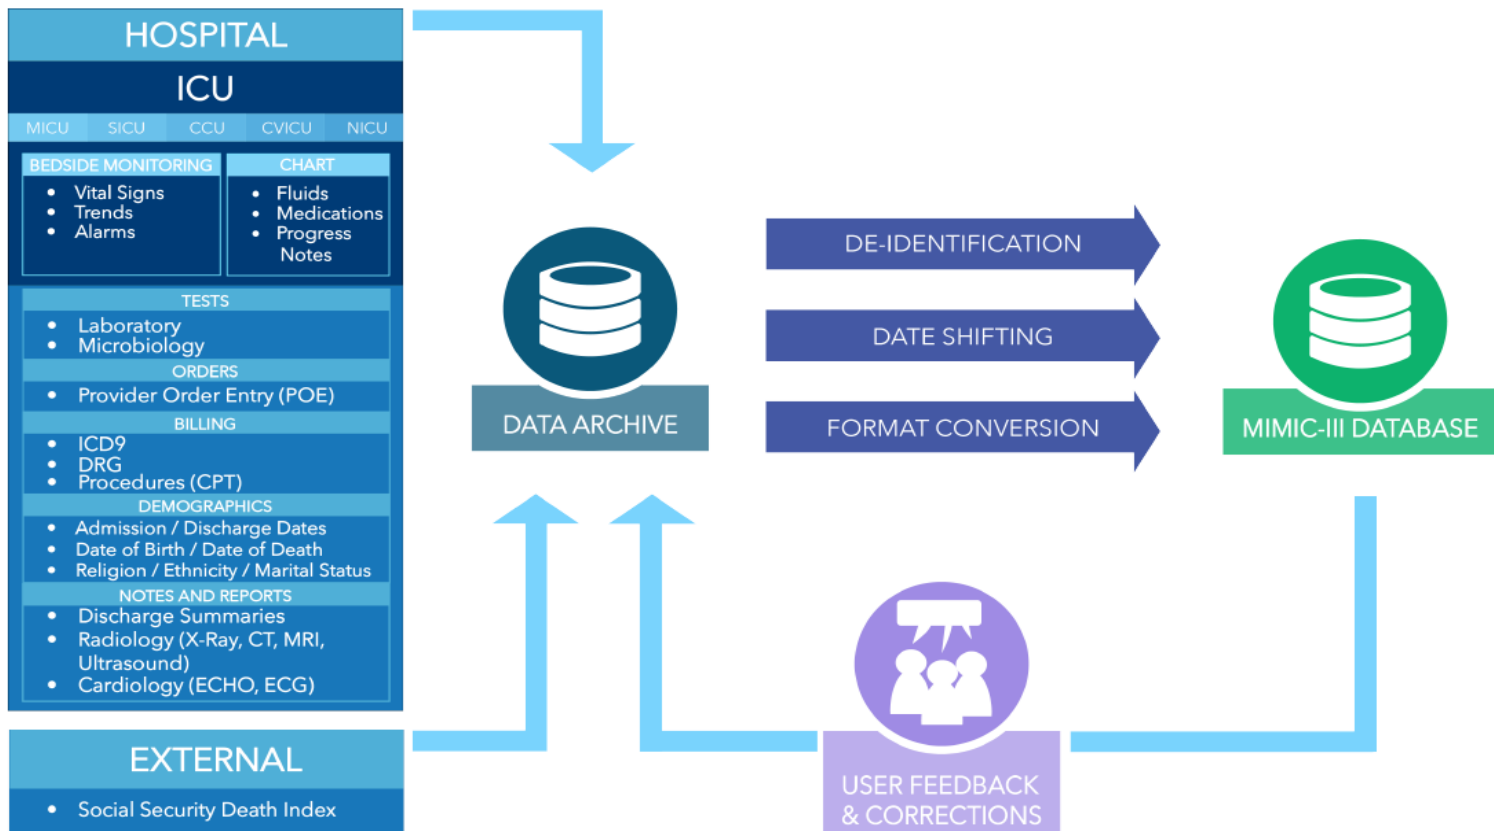 HOSPITAL
ICU
MICU SICU CCU CVICU NICU
BEDSIDE MONITORING
• Vital Signs
• Trends
• Alarms
CHART
• Fluids
• Medications
• Progress
Notes
TESTS
• Laboratory
• Microbiology
ORDERS
• Provider Order Entry (POE)
BILLING
• ICD9
• DRG
• Procedures (CPT)
DEMOGRAPHICS
• Admission / Discharge Dates
• Date of Birth / Date of Death
• Religion / Ethnicity / Marital Status
NOTES AND REPORTS
• Discharge Summaries
• Radiology (X-Ray, CT, MRI,
Ultrasound)
• Cardiology (ECHO, ECG)
EXTERNAL
• Social Security Death Index
DATA ARCHIVE
DE-IDENTIFICATION
DATE SHIFTING
FORMAT CONVERSION
MIMIC-III DATABASE
USER FEEDBACK
& CORRECTIONS